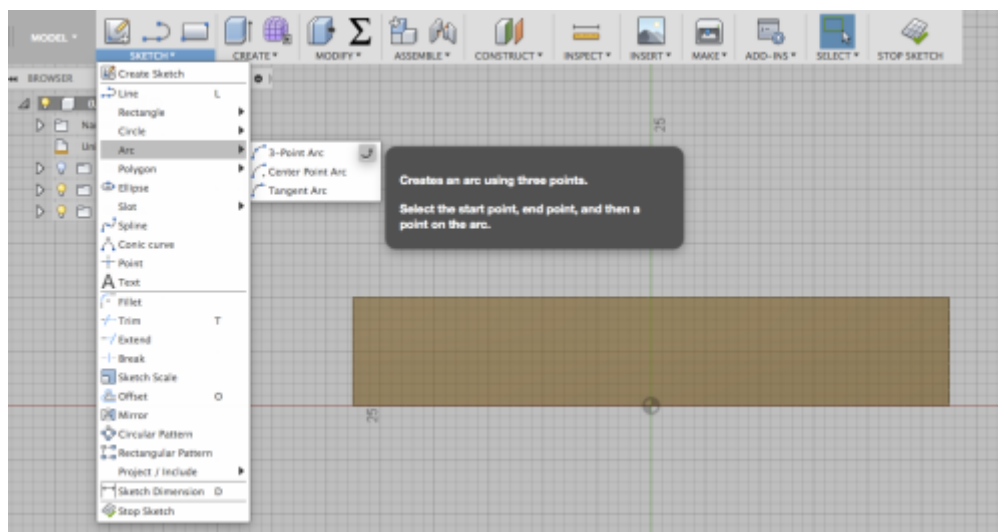 MODEL
SKETCH
CREATE
MODIFY
ASSEMBLE
CONSTRUCT
INSPECT
INSERT
MAKE
ADD-INS
SELECT
STOP SKETCH
BROWSER
Create Sketch
Line L
Rectangle
Circle
Arc
Polygon
Ellipse
Slot
Spline
Conic curve
Point
Text
Fillet
Trim T
Extend
Break
Sketch Scale
Offset O
Mirror
Circular Pattern
Rectangular Pattern
Project / Include
Sketch Dimension D
Stop Sketch
3-Point Arc
Center Point Arc
Tangent Arc
Creates an arc using three points.
Select the start point, end point, and then a
point on the arc.
25
25